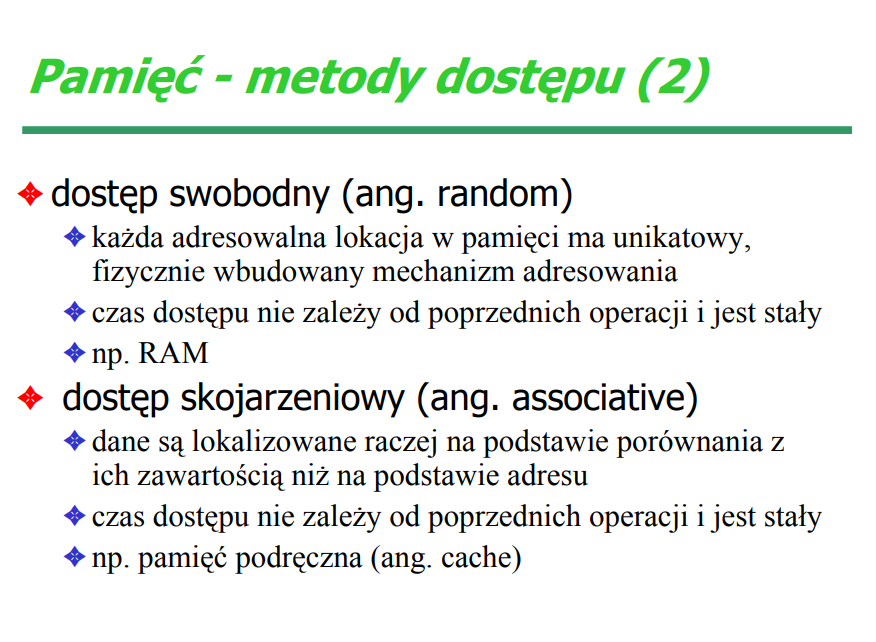 Pamięć - metody dostępu (2)
dostęp swobodny (ang. random)
każda adresowalna lokacja w pamięci ma unikatowy,
fizycznie wbudowany mechanizm adresowania
czas dostępu nie zależy od poprzednich operacji i jest stały
np. RAM
dostęp skojarzeniowy (ang. associative)
dane są lokalizowane raczej na podstawie porównania z
ich zawartością niż na podstawie adresu
czas dostępu nie zależy od poprzednich operacji i jest stały
np. pamięć podręczna (ang. cache)